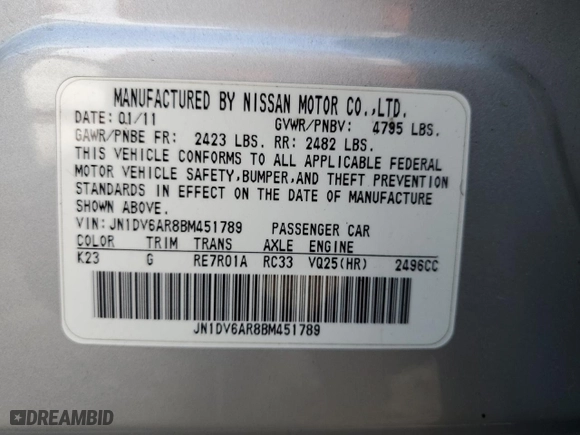 MANUFACTURED BY NISSAN MOTOR CO.,LTD.
DATE: 01/11 GVWR/PNBV: 4795 LBS.
GAWR/PNBE FR: 2423 LBS. RR: 2482 LBS.
THIS VEHICLE CONFORMS TO ALL APPLICABLE FEDERAL
MOTOR VEHICLE SAFETY,BUMPER,AND THEFT PREVENTION
STANDARDS IN EFFECT ON THE DATE OF MANUFACTURE
SHOWN ABOVE.
VIN: JN1DV6AR8BM451789 PASSENGER CAR
COLOR TRIM TRANS AXLE ENGINE
K23 G RE7R01A RC33 VQ25(HR) 2496CC
JN1DV6AR8BM451789
DREAMBID